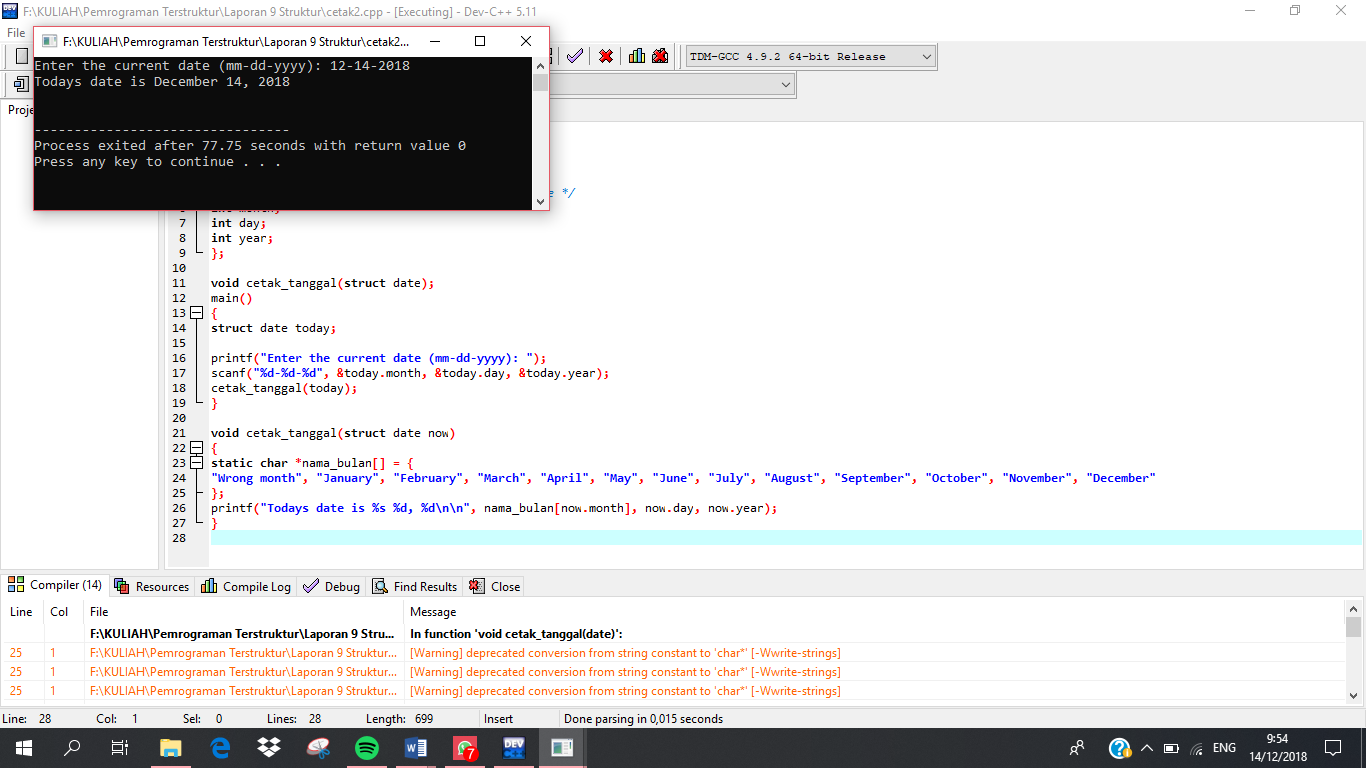 F:\KULIAH\Pemrograman Terstruktur\Laporan 9 Struktur\cetak2.cpp - [Executing] - Dev-C++ 5.11
File
F:\KULIAH\Pemrograman Terstruktur\Laporan 9 Struktur\cetak2...
TDM-GCC 4.9.2 64-bit Release
Enter the current date (mm-dd-yyyy): 12-14-2018
Todays date is December 14, 2018
--------------------------------
Process exited after 77.75 seconds with return value 0
Press any key to continue . . .
Proje
*/
7 int day;
8 int year;
9 };
10
11 void cetak_tanggal(struct date);
12 main()
13 {
14 struct date today;
15
16 printf("Enter the current date (mm-dd-yyyy): ");
17 scanf("%d-%d-%d", &today.month, &today.day, &today.year);
18 cetak_tanggal(today);
19 }
20
21 void cetak_tanggal(struct date now)
22 {
23 static char *nama_bulan[] = {
24 "Wrong month", "January", "February", "March", "April", "May", "June", "July", "August", "September", "October", "November", "December"
25 };
26 printf("Todays date is %s %d, %d\n\n", nama_bulan[now.month], now.day, now.year);
27 }
28
Compiler (14) Resources Compile Log Debug Find Results Close
Line Col File Message
F:\KULIAH\Pemrograman Terstruktur\Laporan 9 Stru... In function 'void cetak_tanggal(date)':
25 1 F:\KULIAH\Pemrograman Terstruktur\Laporan 9 Struktur... [Warning] deprecated conversion from string constant to 'char*' [-Wwrite-strings]
25 1 F:\KULIAH\Pemrograman Terstruktur\Laporan 9 Struktur... [Warning] deprecated conversion from string constant to 'char*' [-Wwrite-strings]
25 1 F:\KULIAH\Pemrograman Terstruktur\Laporan 9 Struktur... [Warning] deprecated conversion from string constant to 'char*' [-Wwrite-strings]
Line: 28 Col: 1 Sel: 0 Lines: 28 Length: 699 Insert Done parsing in 0,015 seconds
7 DEV ENG 9:54
14/12/2018